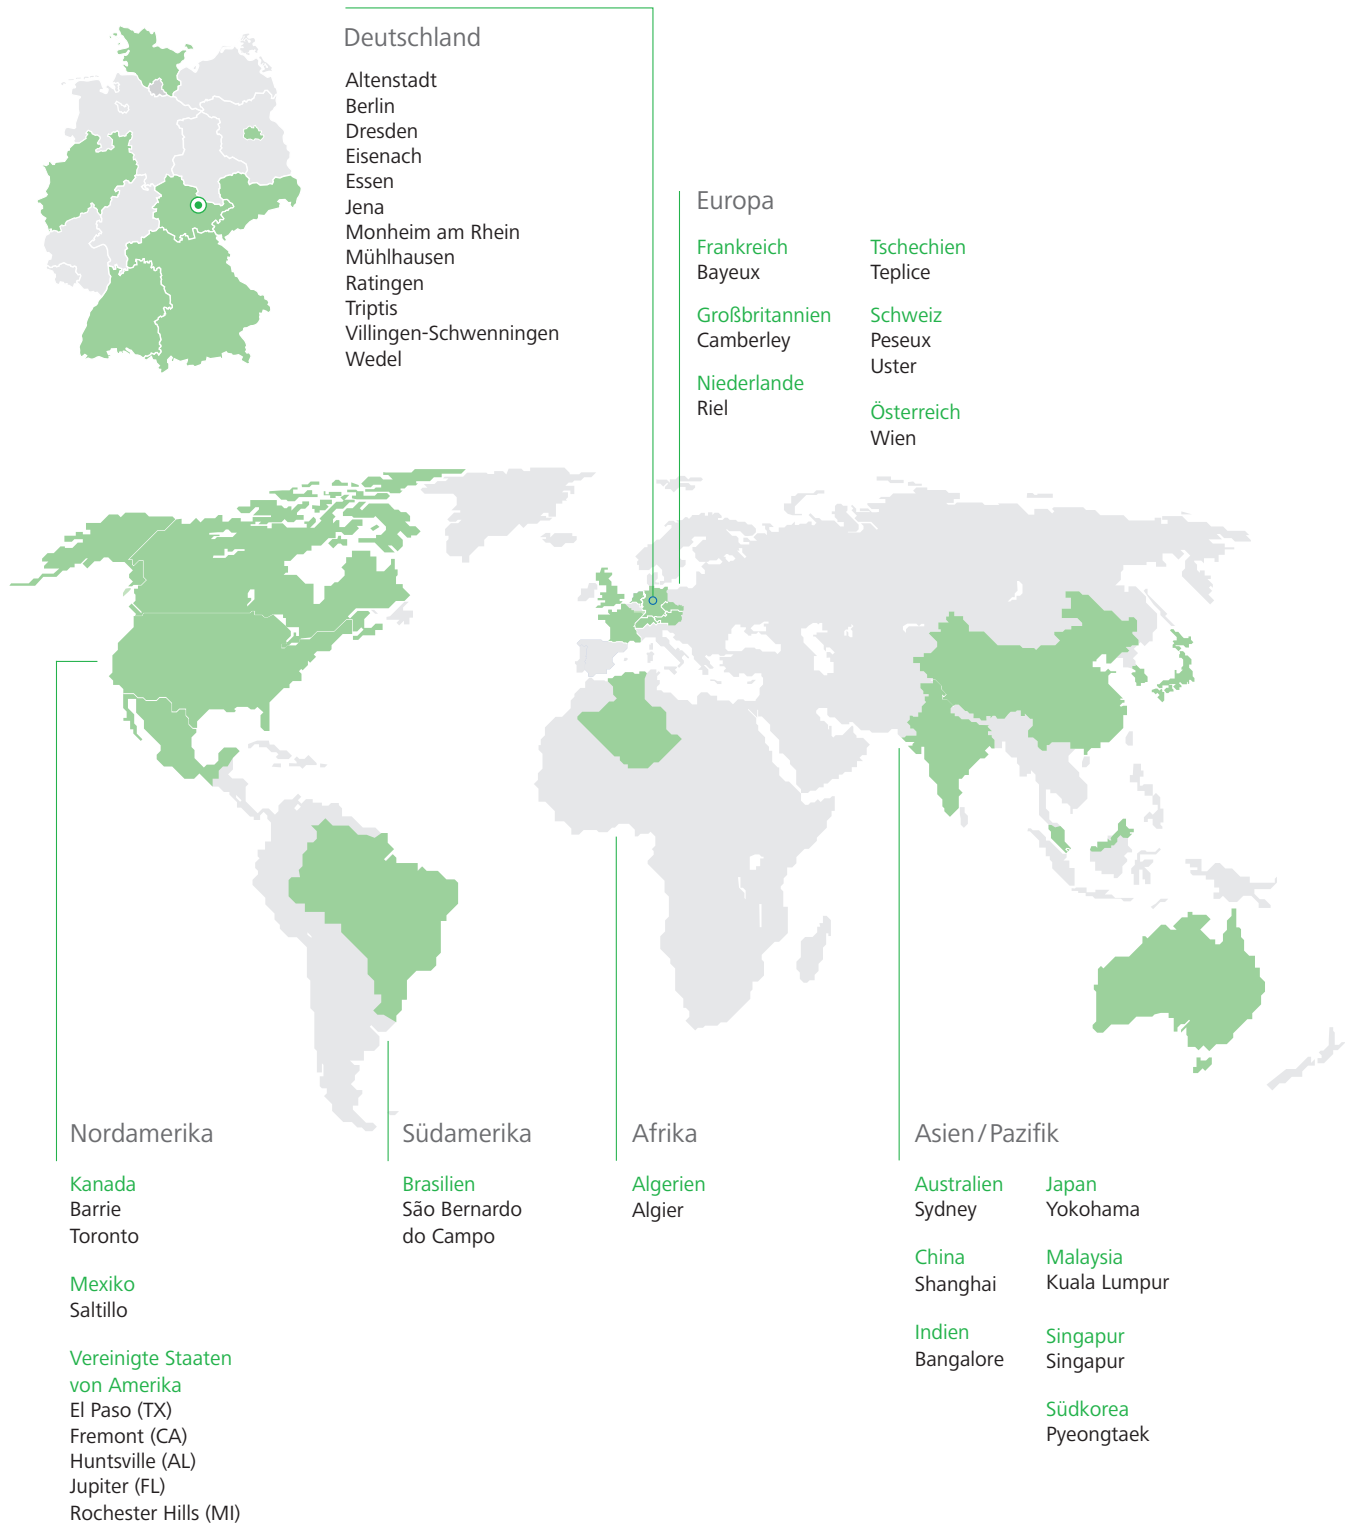 Deutschland
Altenstadt
Berlin
Dresden
Eisenach
Essen
Jena
Monheim am Rhein
Mühlhausen
Ratingen
Triptis
Villingen-Schwenningen
Wedel
Europa
Frankreich
Bayeux
Großbritannien
Camberley
Niederlande
Riel
Tschechien
Teplice
Schweiz
Peseux
Uster
Österreich
Wien
Nordamerika
Kanada
Barrie
Toronto
Mexiko
Saltillo
Vereinigte Staaten
von Amerika
El Paso (TX)
Fremont (CA)
Huntsville (AL)
Jupiter (FL)
Rochester Hills (MI)
Südamerika
Brasilien
São Bernardo
do Campo
Afrika
Algerien
Algier
Asien / Pazifik
Australien
Sydney
China
Shanghai
Indien
Bangalore
Japan
Yokohama
Malaysia
Kuala Lumpur
Singapur
Singapur
Südkorea
Pyeongtaek